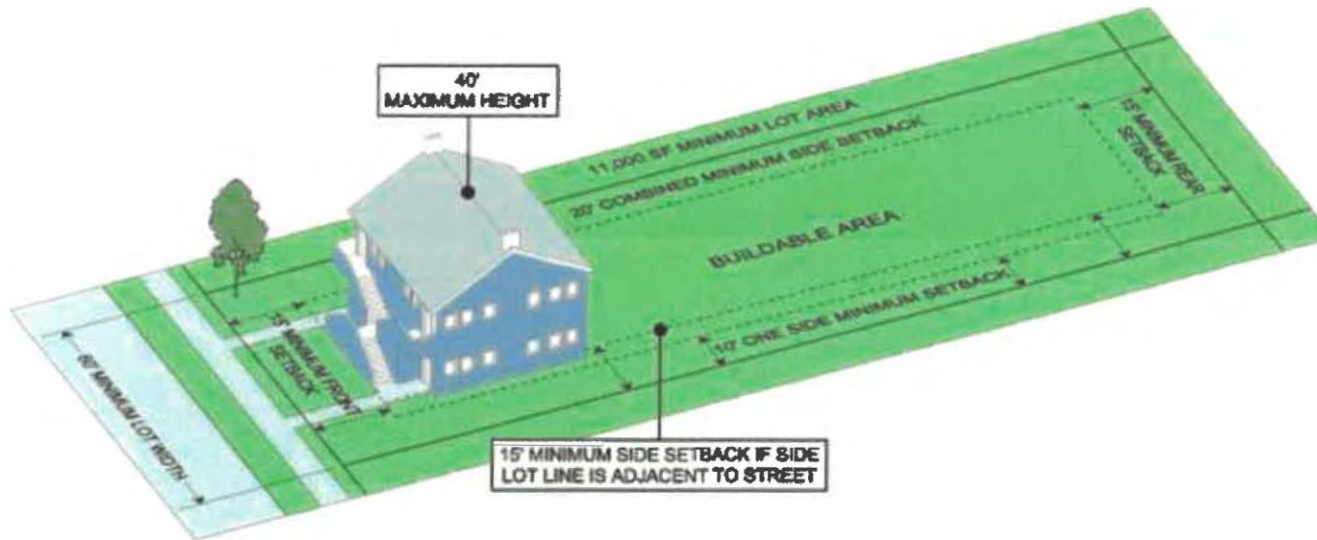 40'
MAXIMUM HEIGHT
11,000 SF MINIMUM LOT AREA
20' COMBINED MINIMUM SIDE SETBACK
15' MINIMUM REAR
SETBACK
BUILDABLE AREA
10' ONE SIDE MINIMUM SETBACK
15' MINIMUM FRONT
SETBACK
60' MINIMUM LOT WIDTH
15' MINIMUM SIDE SETBACK IF SIDE
LOT LINE IS ADJACENT TO STREET